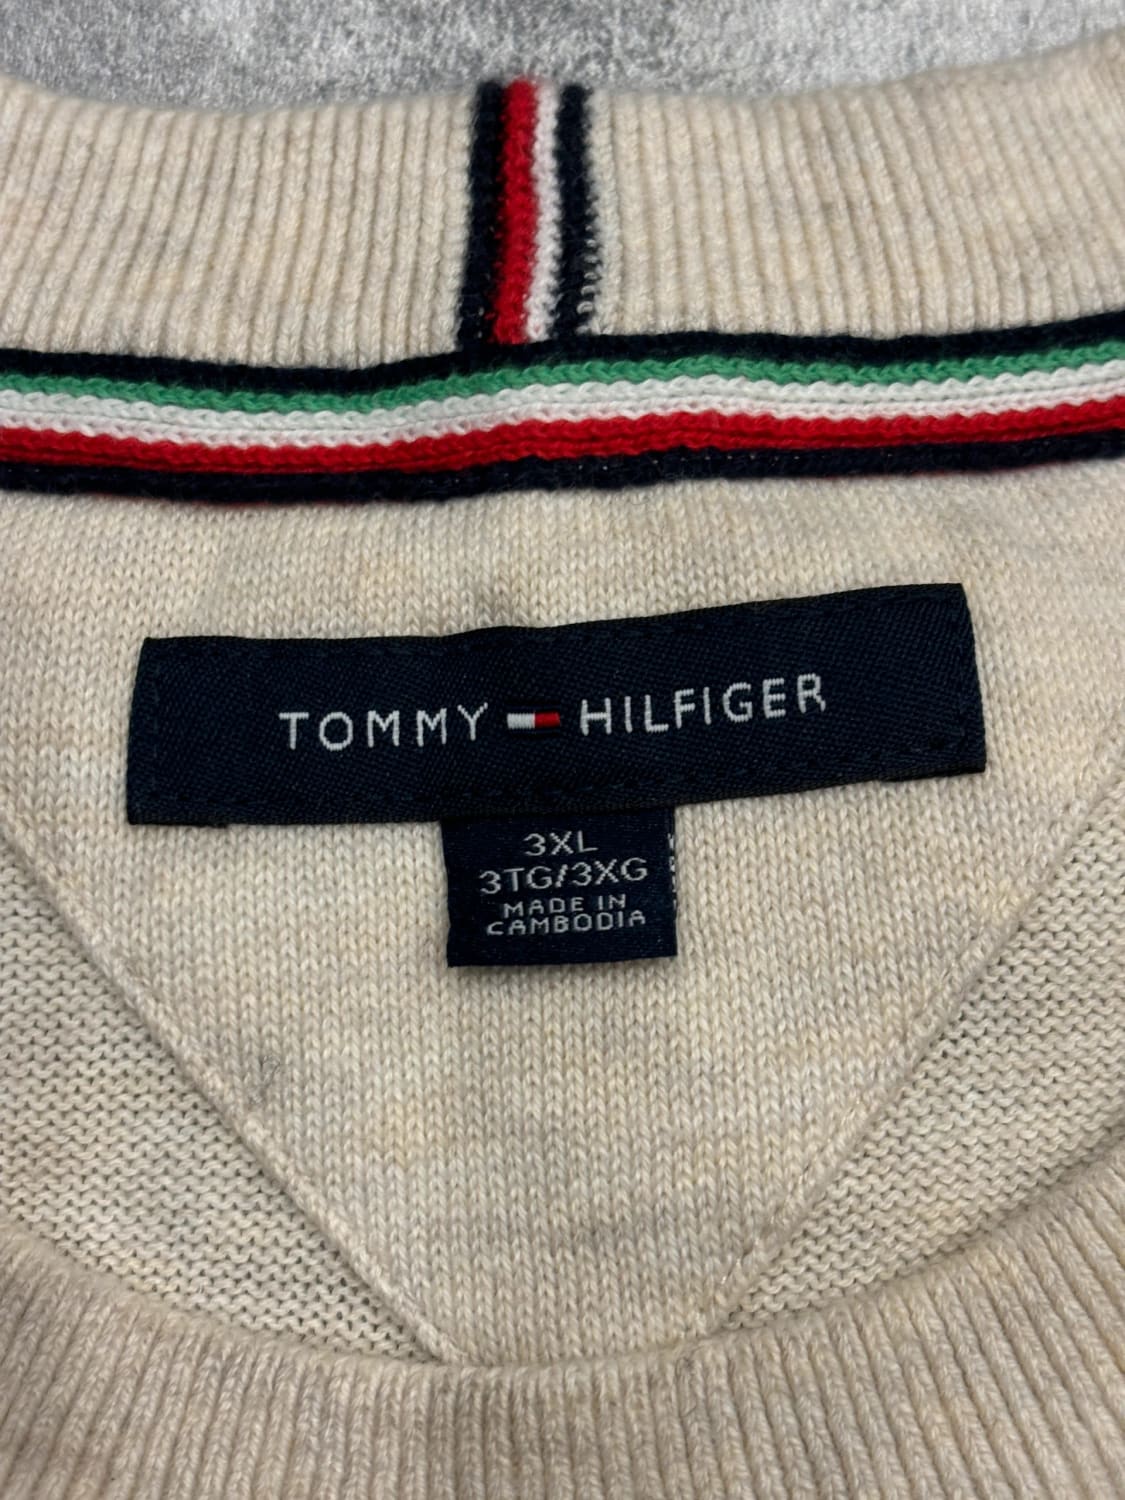 TOMMY HILFIGER
3XL
3TG/3XG
MADE IN
CAMBODIA